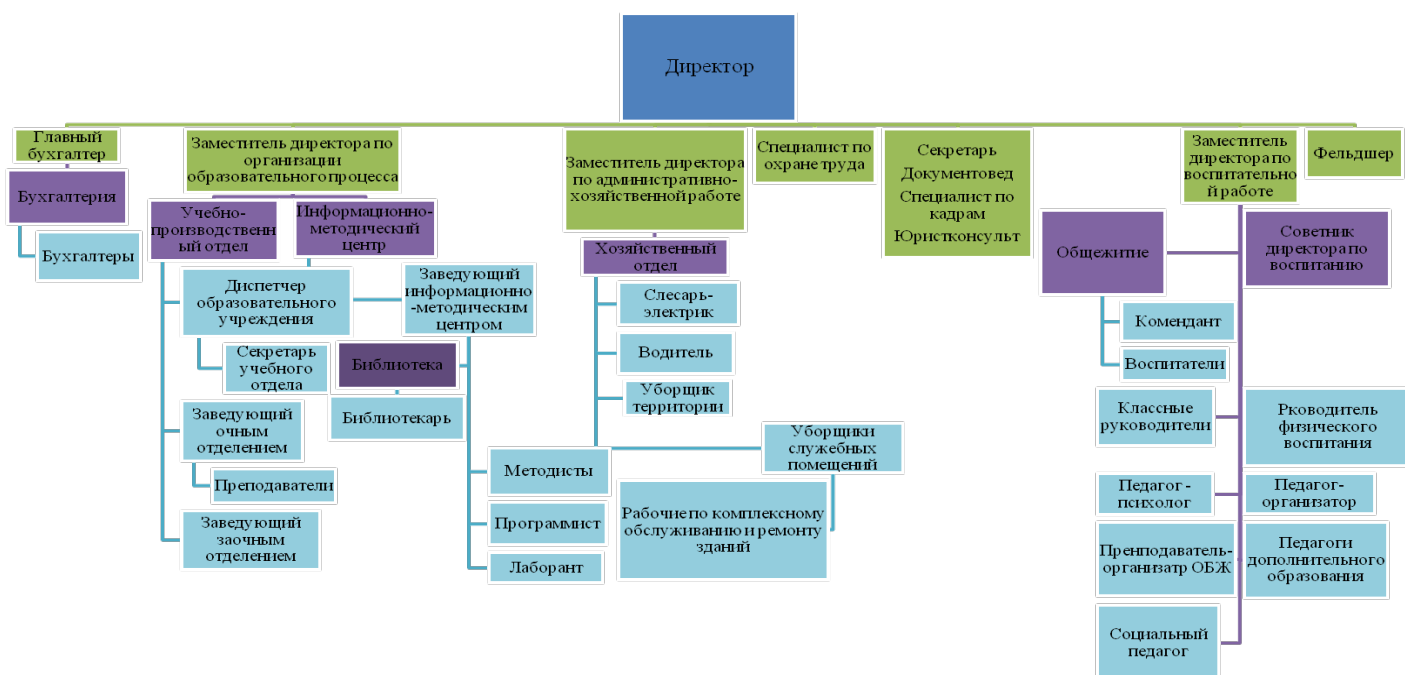 Директор
Главный
бухгалтер
Бухгалтерия
Бухгалтеры
Заместитель директора по
организации
образовательного процесса
Учебно-
производственн
ый отдел
Информационно-
методический
центр
Диспетчер
образовательного
учреждения
Секретарь
учебного
отдела
Заведующий
очным
отделением
Преподаватели
Заведующий
заочным
отделением
Заведующий
информационно
-методическим
центром
Библиотека
Библиотекарь
Методисты
Программист
Лаборант
Заместитель директора
по административно-
хозяйственной работе
Хозяйственный
отдел
Слесарь-
электрик
Водитель
Уборщик
территории
Уборщики
служебных
помещений
Рабочие по комплексному
обслуживанию и ремонту
зданий
Специалист по
охране труда
Секретарь
Документовед
Специалист по
кадрам
Юристконсульт
Заместитель
директора по
воспитательно
й работе
Общежитие
Комендант
Воспитатели
Советник
директора по
воспитанию
Классные
руководители
Рководитель
физического
воспитания
Педагог -
психолог
Педагог-
организатор
Пренподаватель-
организатр ОБЖ
Педагоги
дополнительного
образования
Социальный
педагог
Фельдшер